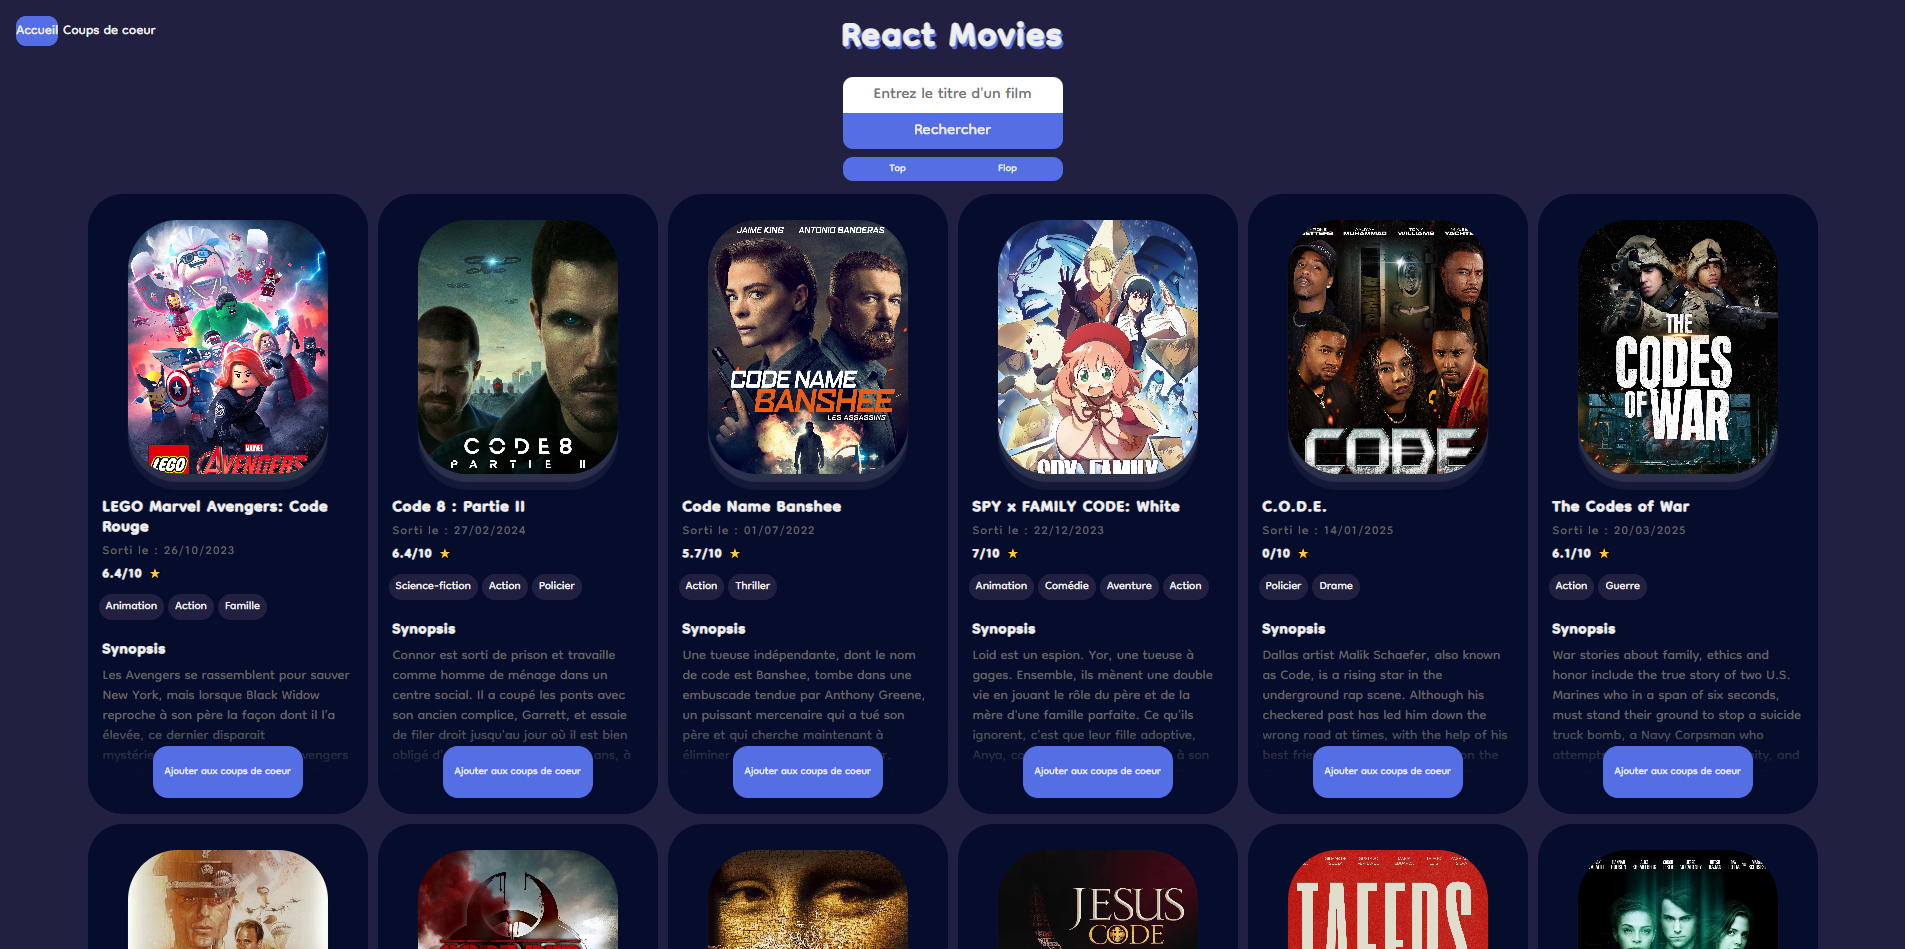 Accueil Coups de coeur
React Movies
Entrez le titre d'un film
Rechercher
Top Flop
LEGO
MARVEL
AVENGERS
LEGO Marvel Avengers: Code
Rouge
Sorti le : 26/10/2023
6.4/10 ★
Animation Action Famille
Synopsis
Les Avengers se rassemblent pour sauver
New York, mais lorsque Black Widow
reproche à son père la façon dont il l'a
élevée, ce dernier disparait
Ajouter aux coups de coeur
CODE 8
PARTIE II
Code 8 : Partie II
Sorti le : 27/02/2024
6.4/10 ★
Science-fiction Action Policier
Synopsis
Connor est sorti de prison et travaille
comme homme de ménage dans un
centre social. Il a coupé les ponts avec
son ancien complice, Garrett, et essaie
de filer droit jusqu'au jour où il est bien
obligé d' ans, à
Ajouter aux coups de coeur
JAIME KING ANTONIO BANDERAS
CODE NAME
BANSHEE
LES ASSASSINS
Code Name Banshee
Sorti le : 01/07/2022
5.7/10 ★
Action Thriller
Synopsis
Une tueuse indépendante, dont le nom
de code est Banshee, tombe dans une
embuscade tendue par Anthony Greene,
un puissant mercenaire qui a tué son
père et qui cherche maintenant à
éliminer
Ajouter aux coups de coeur
SPY x FAMILY
SPY x FAMILY CODE: White
Sorti le : 22/12/2023
7/10 ★
Animation Comédie Aventure Action
Synopsis
Loid est un espion. Yor, une tueuse à
gages. Ensemble, ils mènent une double
vie en jouant le rôle du père et de la
mère d'une famille parfaite. Ce qu'ils
ignorent, c'est que leur fille adoptive,
Anya, à son
Ajouter aux coups de coeur
MUHAMMAD WILLIAMS
CODE
C.O.D.E.
Sorti le : 14/01/2025
0/10 ★
Policier Drame
Synopsis
Dallas artist Malik Schaefer, also known
as Code, is a rising star in the
underground rap scene. Although his
checkered past has led him down the
wrong road at times, with the help of his
best on the
Ajouter aux coups de coeur
THE
CODES
OF WAR
The Codes of War
Sorti le : 20/03/2025
6.1/10 ★
Action Guerre
Synopsis
War stories about family, ethics and
honor include the true story of two U.S.
Marines who in a span of six seconds,
must stand their ground to stop a suicide
truck bomb, a Navy Corpsman who
and
Ajouter aux coups de coeur
JESUS
CODE